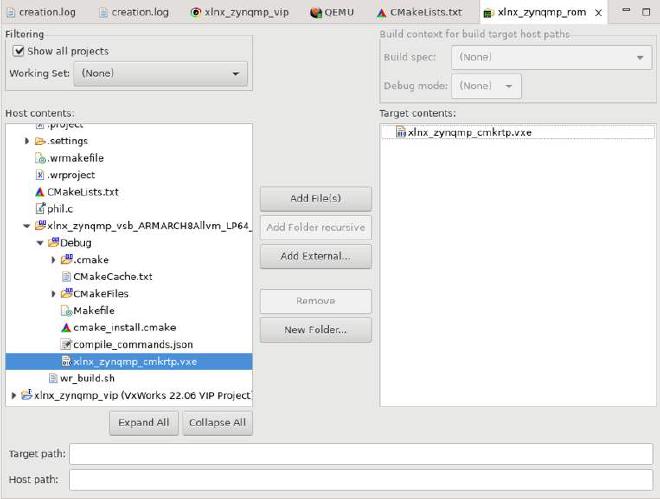 creation.log
creation.log
xlnx_zynqmp_vip
QEMU
CMakeLists.txt
xlnx_zynqmp_rom
Filtering
Show all projects
Working Set:
(None)
Build context for build target host paths
Build spec:
(None)
Debug mode:
(None)
Host contents:
.project
.settings
.wrmakefile
.wrproject
CMakeLists.txt
phil.c
xlnx_zynqmp_vsb_ARMARCH8Allvm_LP64_
Debug
.cmake
CMakeCache.txt
CMakeFiles
Makefile
cmake_install.cmake
compile_commands.json
xlnx_zynqmp_cmkrtp.vxe
wr_build.sh
xlnx_zynqmp_vip (VxWorks 22.06 VIP Project)
Expand All
Collapse All
Add File(s)
Add Folder recursive
Add External...
Remove
New Folder...
Target contents:
xlnx_zynqmp_cmkrtp.vxe
Target path:
Host path: